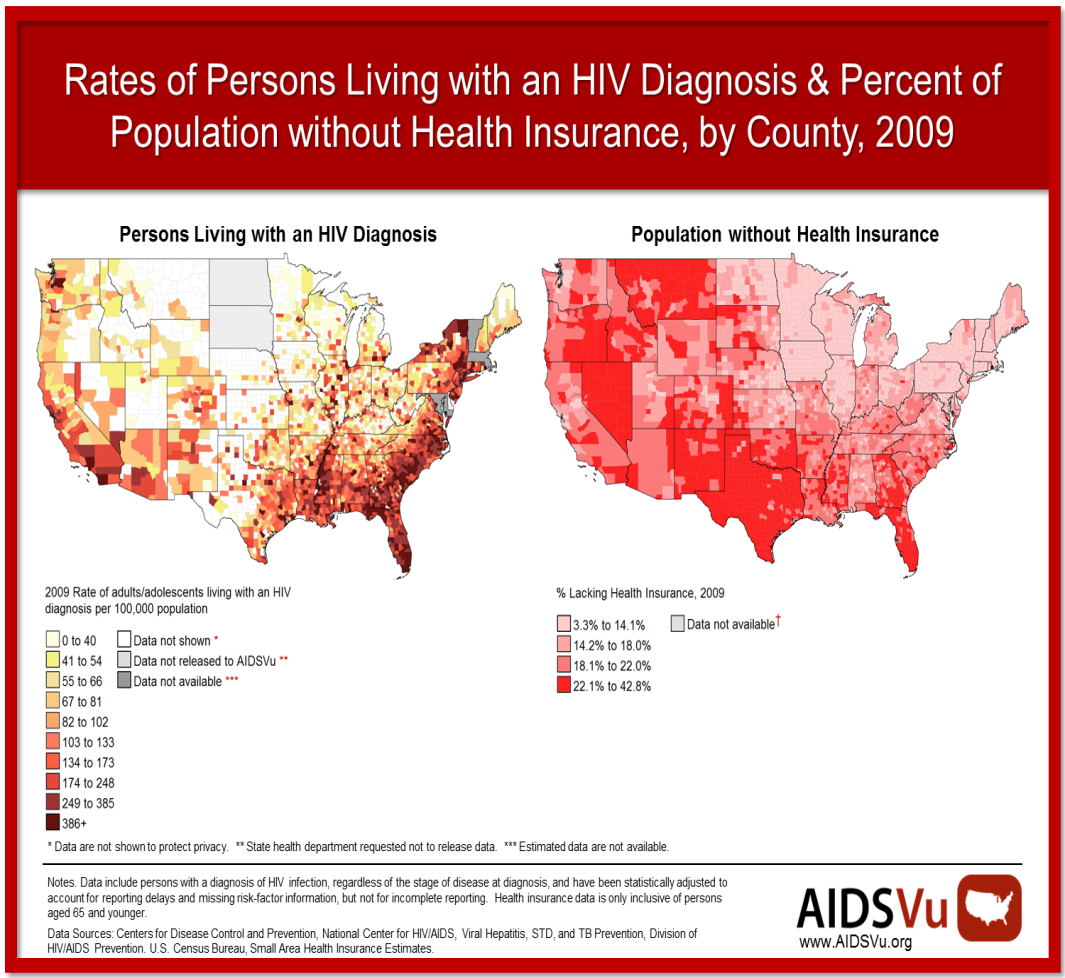 Rates of Persons Living with an HIV Diagnosis & Percent of
Population without Health Insurance, by County, 2009
Persons Living with an HIV Diagnosis
Population without Health Insurance
2009 Rate of adults/adolescents living with an HIV
diagnosis per 100,000 population
0 to 40
41 to 54
55 to 66
67 to 81
82 to 102
103 to 133
134 to 173
174 to 248
249 to 385
386+
Data not shown *
Data not released to AIDSVu **
Data not available ***
% Lacking Health Insurance, 2009
3.3% to 14.1%
14.2% to 18.0%
18.1% to 22.0%
22.1% to 42.8%
Data not available†
* Data are not shown to protect privacy. ** State health department requested not to release data. *** Estimated data are not available.
Notes. Data include persons with a diagnosis of HIV infection, regardless of the stage of disease at diagnosis, and have been statistically adjusted to
account for reporting delays and missing risk-factor information, but not for incomplete reporting. Health insurance data is only inclusive of persons
aged 65 and younger.
Data Sources: Centers for Disease Control and Prevention, National Center for HIV/AIDS, Viral Hepatitis, STD, and TB Prevention, Division of
HIV/AIDS Prevention. U.S. Census Bureau, Small Area Health Insurance Estimates.
AIDSVu
www.AIDSVu.org